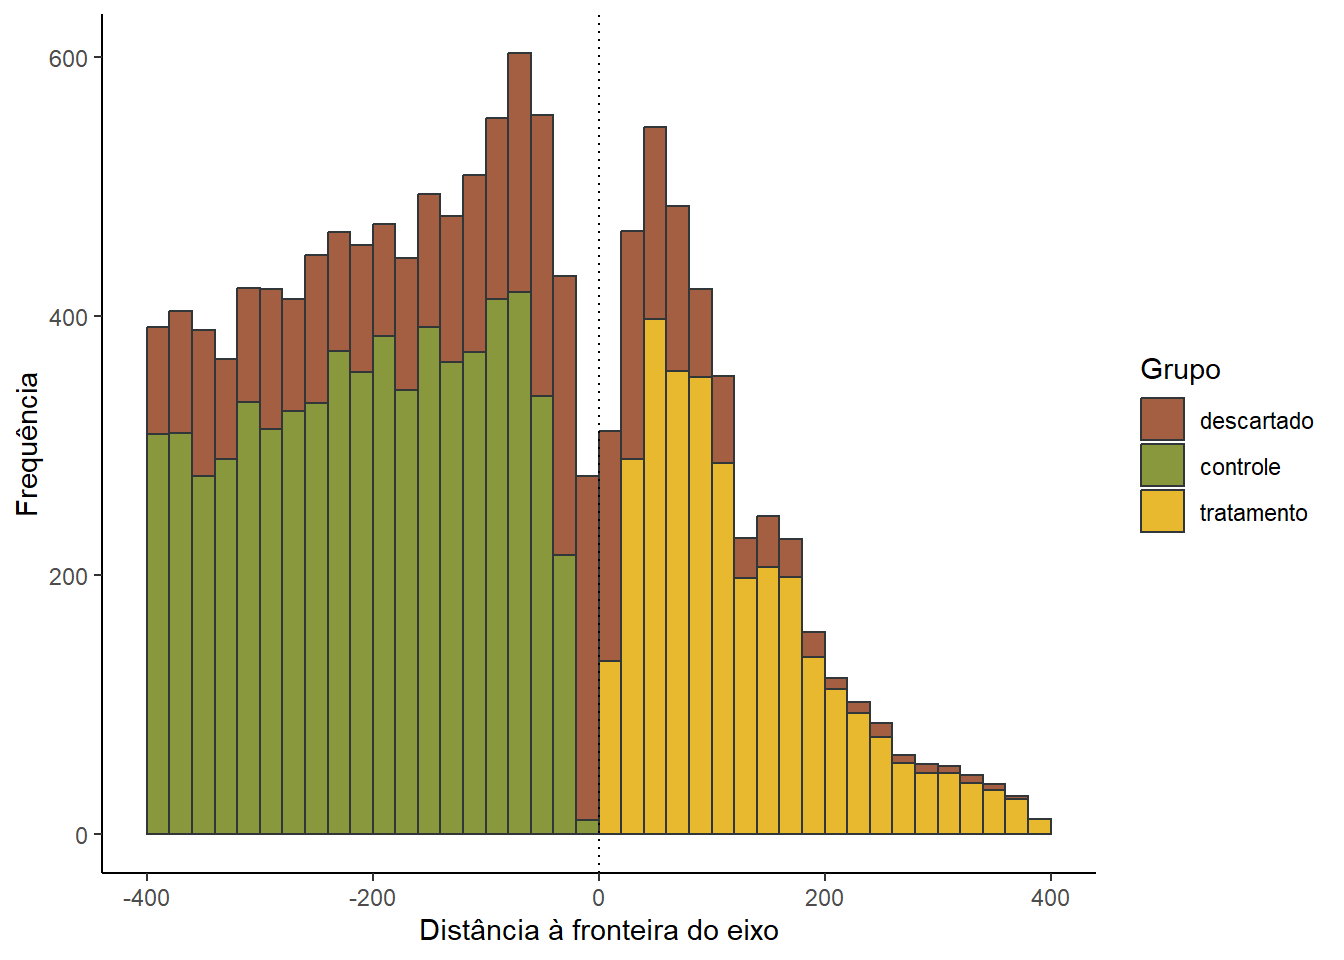 600
400
200
0
Frequência
-400
-200
0
200
400
Distância à fronteira do eixo
Grupo
descartado
controle
tratamento